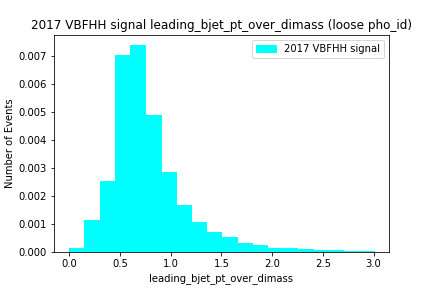 2017 VBFHH signal leading_bjet_pt_over_dimass (loose pho_id)
2017 VBFHH signal
Number of Events
0.007
0.006
0.005
0.004
0.003
0.002
0.001
0.000
0.0 0.5 1.0 1.5 2.0 2.5 3.0
leading_bjet_pt_over_dimass